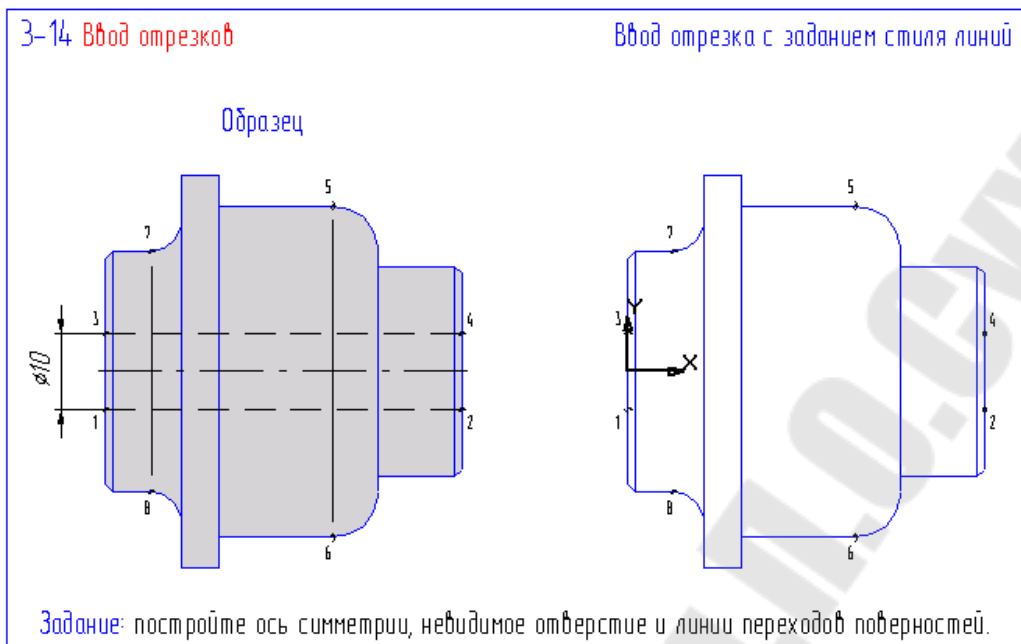 3-14 Ввод отрезков
Ввод отрезка с заданием стиля линий
Образец
5
7
3
4
⌀10
1
2
8
6
5
7
3
Y
4
X
1
2
8
6
Задание: постройте ось симметрии, невидимое отверстие и линии переходов поверностей.